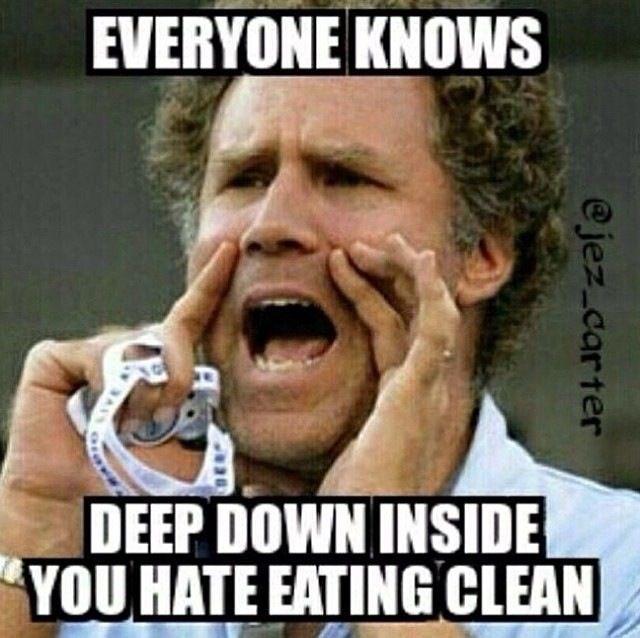 EVERYONE KNOWS
@jez_carter
DEEP DOWN INSIDE
YOU HATE EATING CLEAN